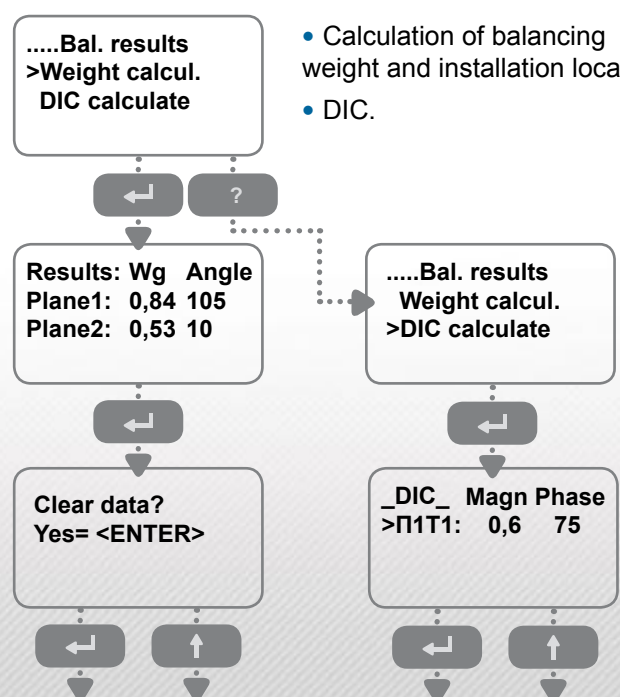 .....Bal. results
>Weight calcul.
DIC calculate
• Calculation of balancing
weight and installation loca
• DIC.
?
Results: Wg Angle
Plane1: 0,84 105
Plane2: 0,53 10
.....Bal. results
Weight calcul.
>DIC calculate
Clear data?
Yes= <ENTER>
_DIC_ Magn Phase
>П1T1: 0,6 75